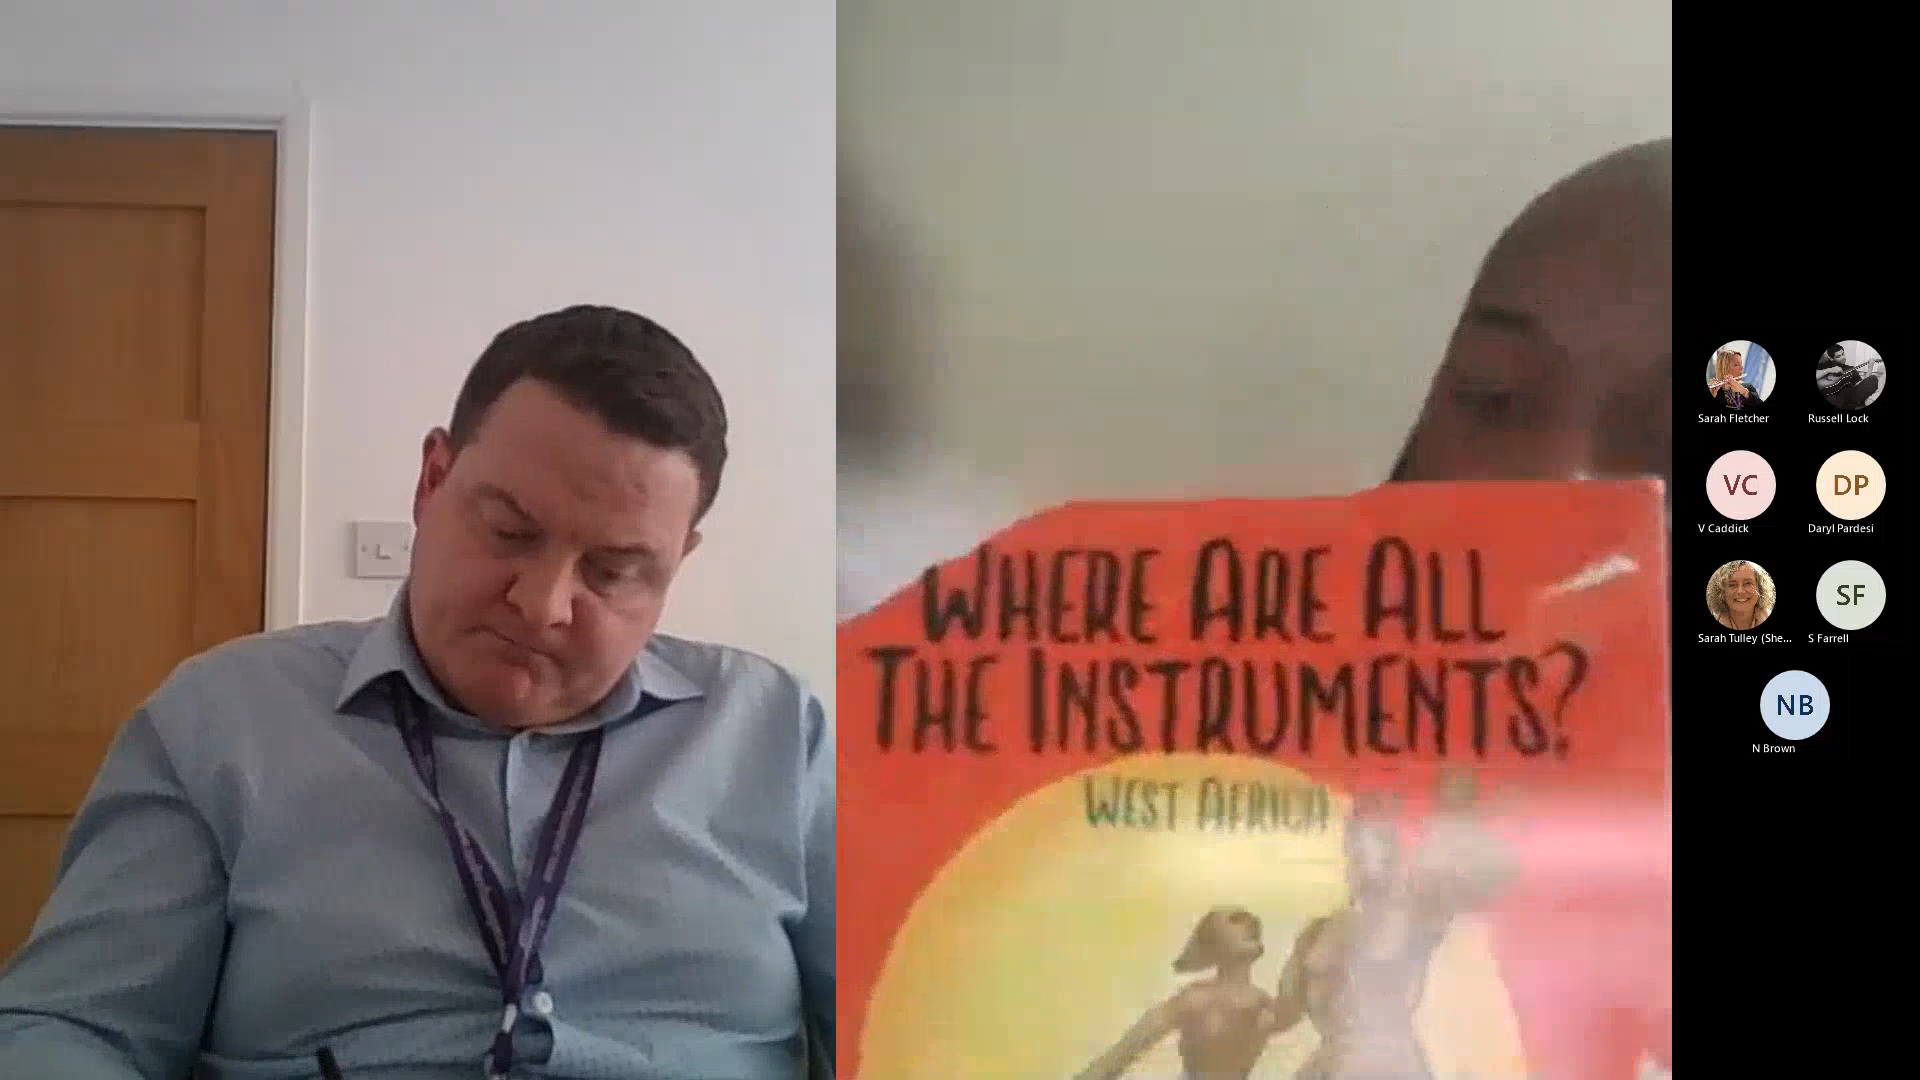 WHERE ARE ALL
THE INSTRUMENTS?
WEST AFRICA
Sarah Fletcher
Russell Lock
VC
DP
V Caddick
Daryl Pardesi
Sarah Tulley (She...
SF
S Farrell
NB
N Brown